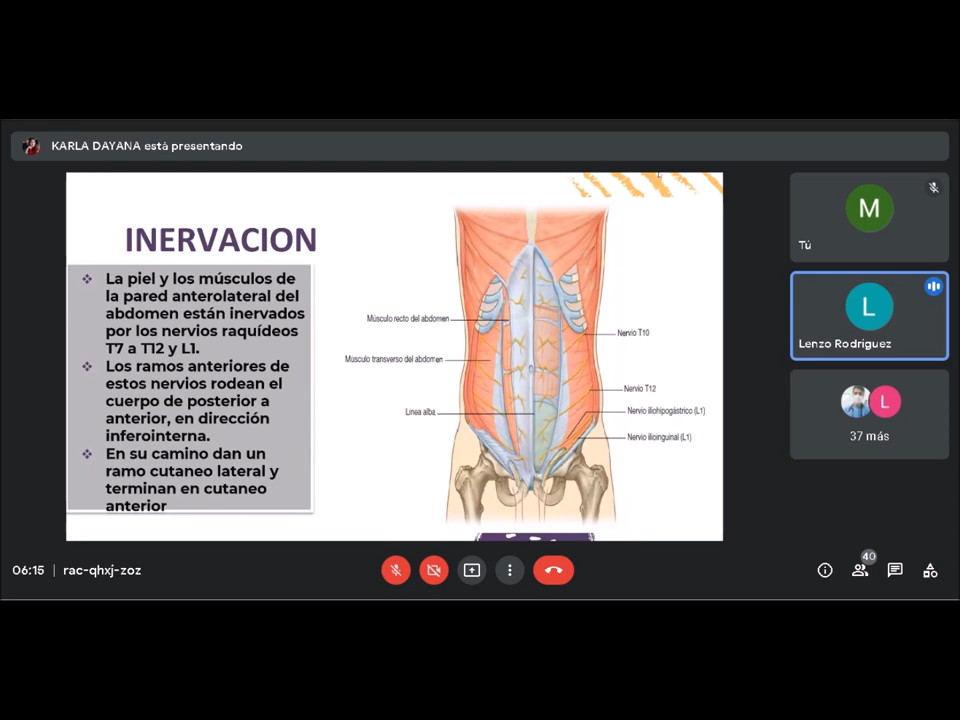 KARLA DAYANA está presentando
INERVACION
La piel y los músculos de
la pared anterolateral del
abdomen están inervados
por los nervios raquídeos
T7 a T12 y L1.
Los ramos anteriores de
estos nervios rodean el
cuerpo de posterior a
anterior, en dirección
inferointerna.
En su camino dan un
ramo cutaneo lateral y
terminan en cutaneo
anterior
Músculo recto del abdomen
Músculo transverso del abdomen
Línea alba
Nervio T10
Nervio T12
Nervio iliohipogástrico (L1)
Nervio ilioinguinal (L1)
M
Tú
L
Lenzo Rodriguez
L
37 más
06:15 | rac-qhxj-zoz
40